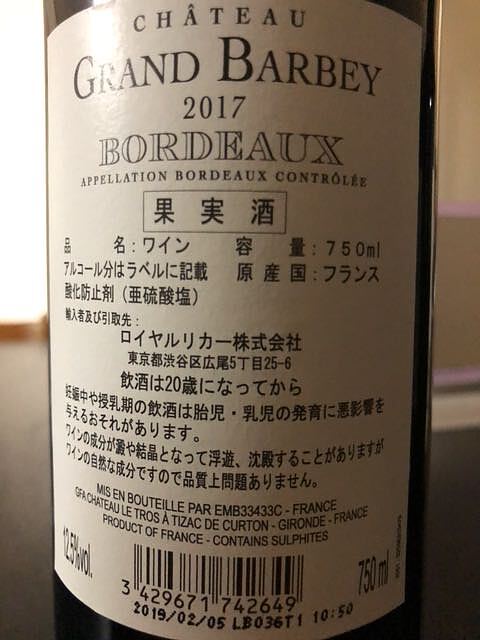 CHÂTEAU
GRAND BARBEY
2017
BORDEAUX
APPELLATION BORDEAUX CONTRÔLÉE
果実酒
品 名：ワイン 容 量：750ml
アルコール分はラベルに記載 原産国：フランス
酸化防止剤（亜硫酸塩）
輸入者及び引取先：
ロイヤルリカー株式会社
東京都渋谷区広尾5丁目25-6
飲酒は20歳になってから
妊娠中や授乳期の飲酒は胎児・乳児の発育に悪影響を
与えるおそれがあります。
ワインの成分が澱や結晶となって浮遊、沈殿することがありますが
ワインの自然な成分ですので品質上問題ありません。
MIS EN BOUTEILLE PAR EMB33433C - FRANCE
GFA CHATEAU LE TROS À TIZAC DE CURTON - GIRONDE - FRANCE
PRODUCT OF FRANCE - CONTAINS SULPHITES
12.5%vol.
750 ml
3 429671 742649
2019/02/05 LB036T1 10:50